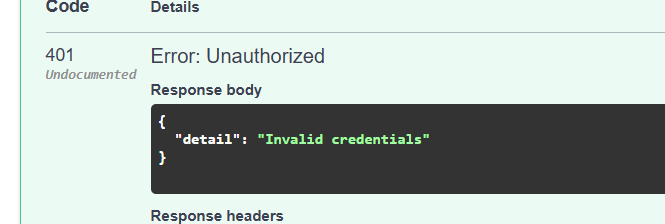 Code Details
401 Error: Unauthorized
Undocumented
Response body
{
  "detail": "Invalid credentials"
}
Response headers